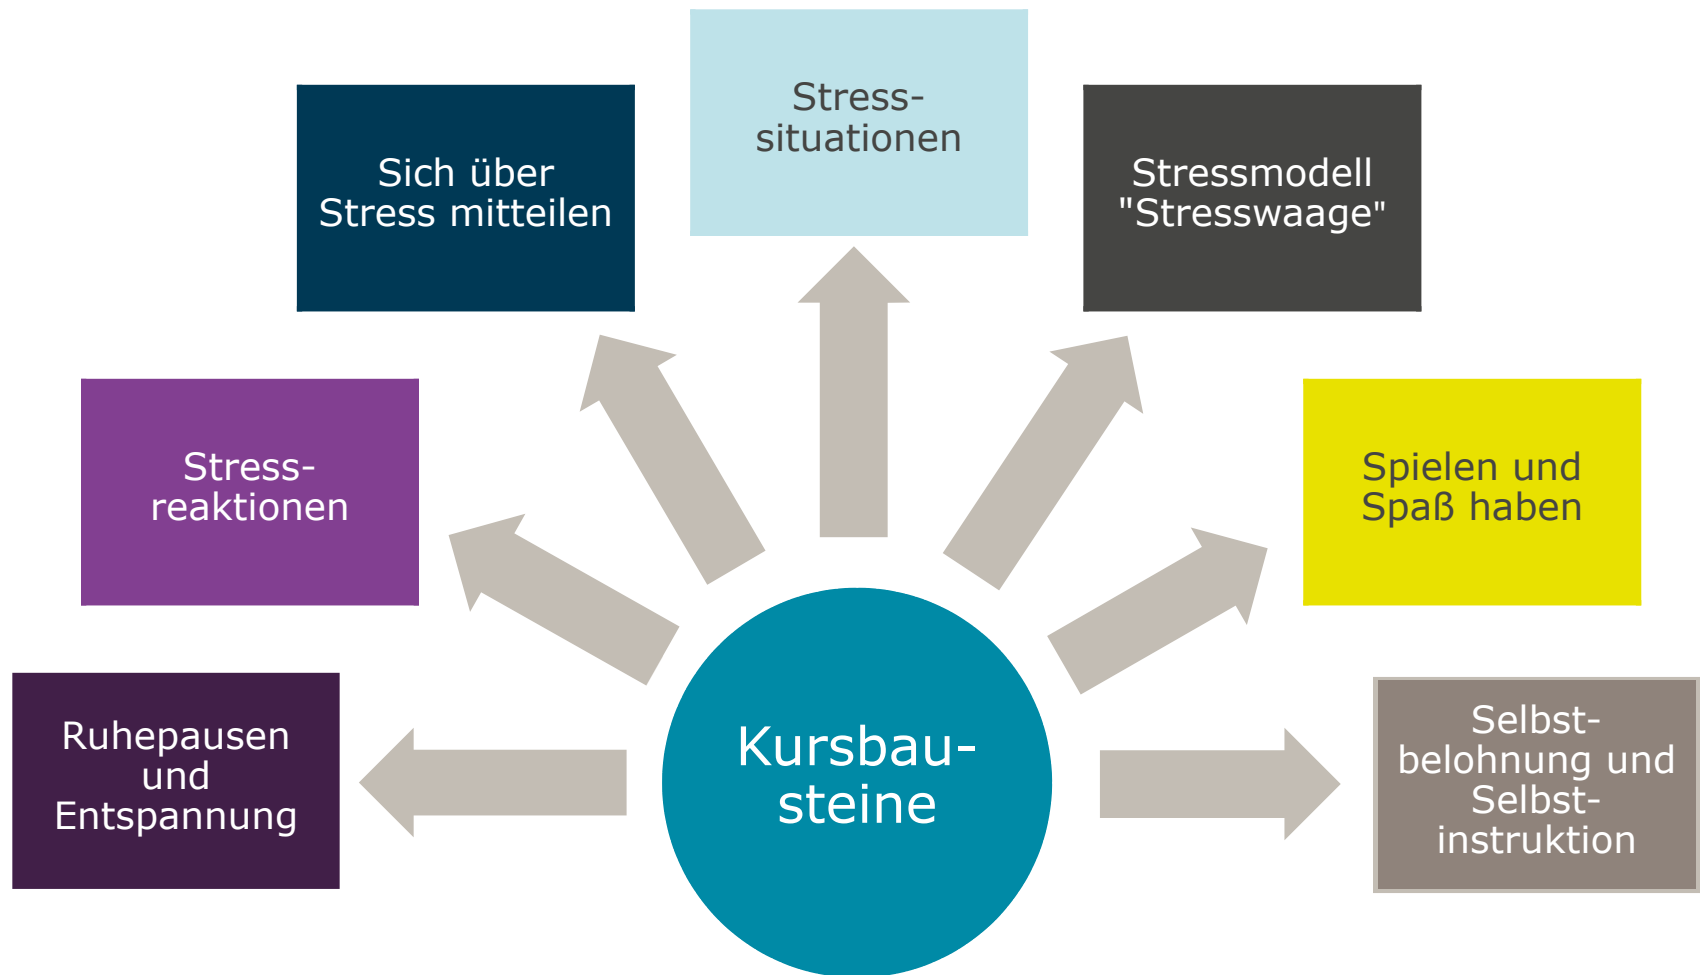 Stress-
situationen
Sich über
Stress mitteilen
Stressmodell
"Stresswaage"
Stress-
reaktionen
Spielen und
Spaß haben
Ruhepausen
und
Entspannung
Kursbau-
steine
Selbst-
belohnung und
Selbst-
instruktion